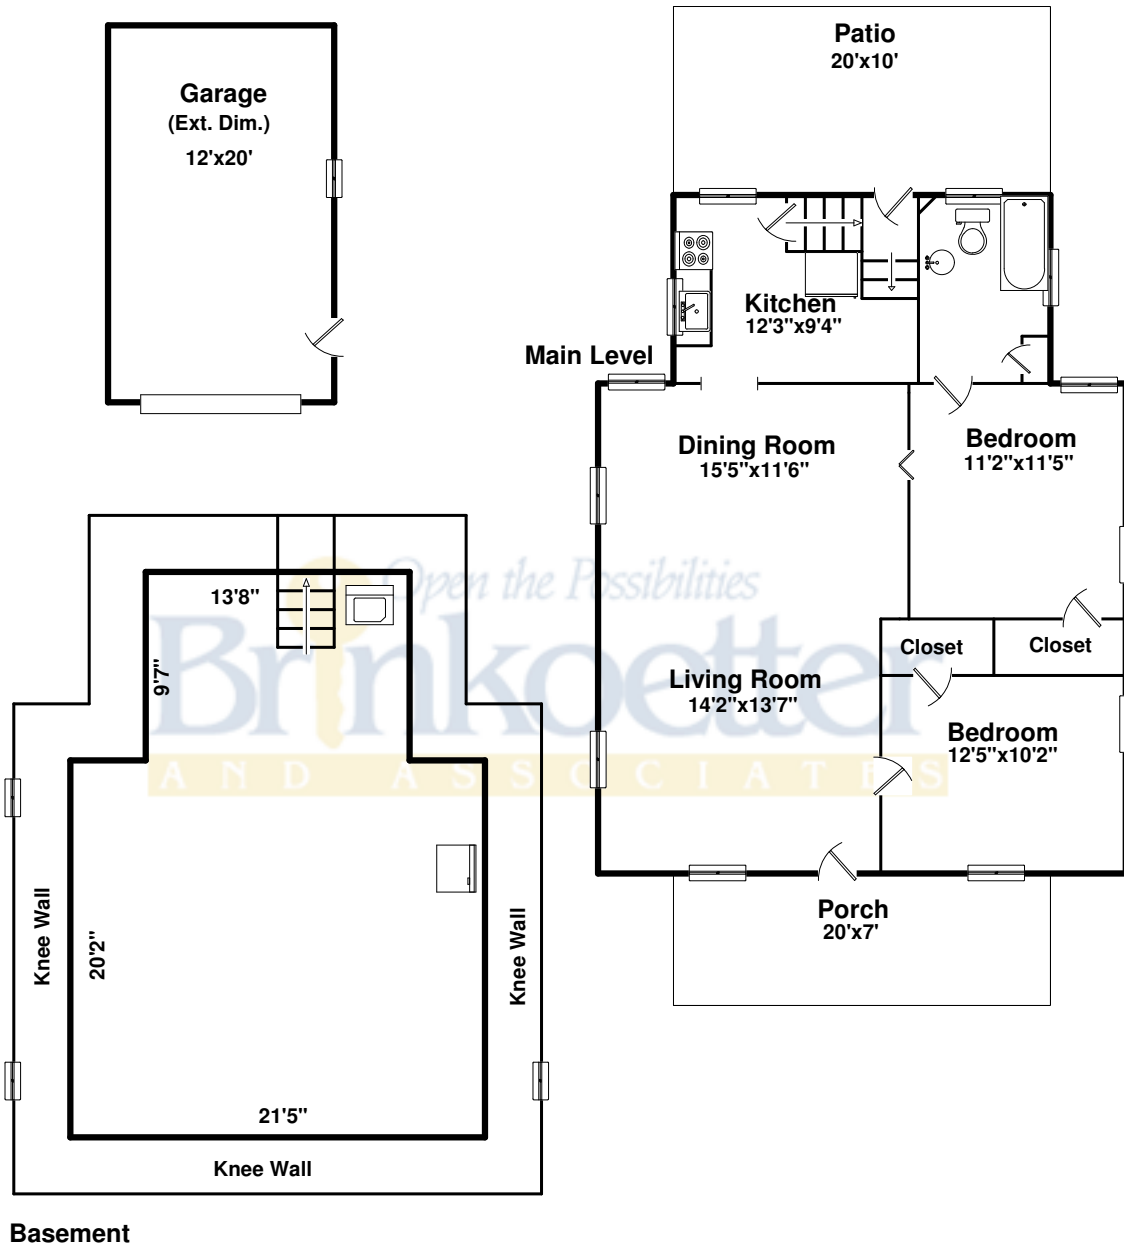 Garage
(Ext. Dim.)
12'x20'
Patio
20'x10'
Kitchen
12'3"x9'4"
Main Level
Dining Room
15'5"x11'6"
Bedroom
11'2"x11'5"
Closet
Closet
Living Room
14'2"x13'7"
Bedroom
12'5"x10'2"
Porch
20'x7'
Open the Possibilities
Brinkoetter
AND ASSOCIATES
13'8"
9'7"
20'2"
21'5"
Knee Wall
Knee Wall
Knee Wall
Basement